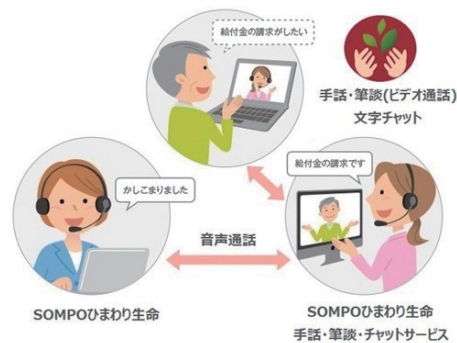 給付金の請求がしたい
手話・筆談(ビデオ通話)
文字チャット
給付金の請求です
かしこまりました
音声通話
SOMPOひまわり生命
SOMPOひまわり生命
手話・筆談・チャットサービス